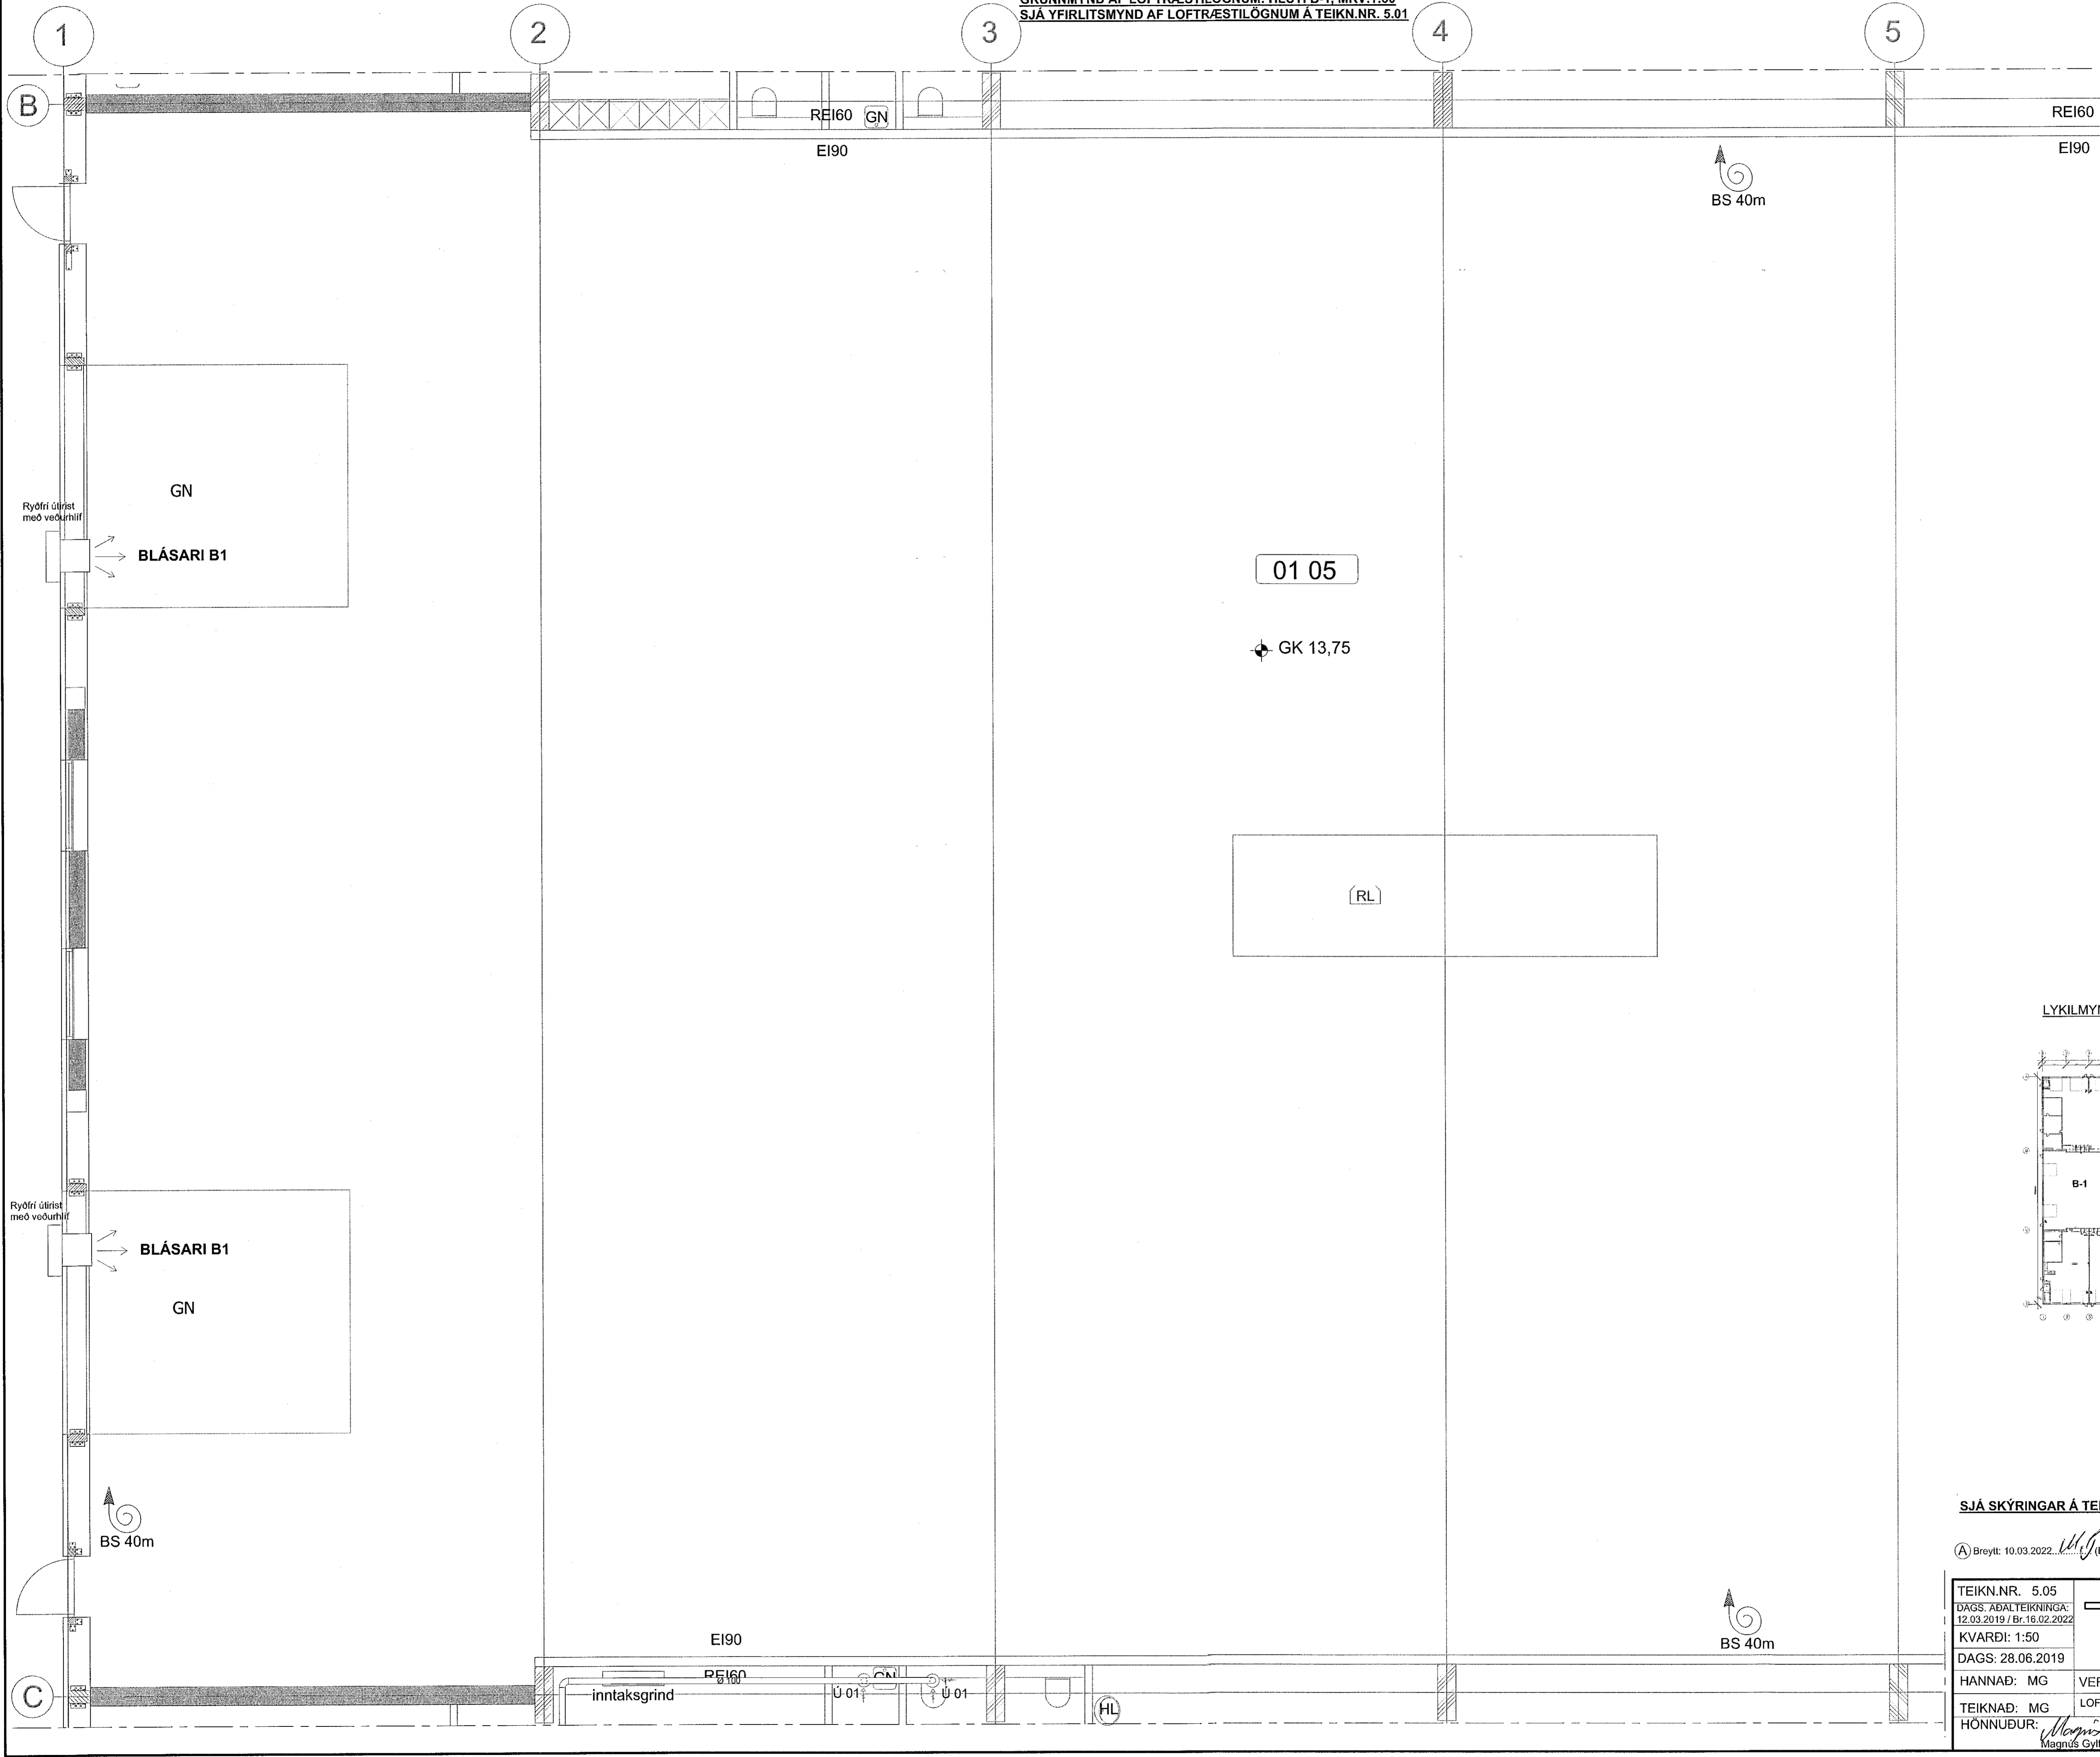 SJÁ YFIRLITSMYND AF LOFTRÆSTILÖGNUM Á TEIKN.NR. 5.01
1
2
3
4
5
B
REI60
GN
REI60
EI90
EI90
BS 40m
GN
Ryðfrí útirist
með veðurhlíf
BLÁSARI B1
01 05
GK 13,75
RL
B-1
Ryðfrí útirist
með veðurhlíf
BLÁSARI B1
GN
BS 40m
SJÁ SKÝRINGAR Á
A Breytt: 10.03.2022
BS 40m
EI90
REI60
Ø 100
GN
inntaksgrind
Ú 01
Ú 01
HL
C
TEIKN.NR. 5.05
DAGS. AÐALTEIKNINGA:
12.03.2019 / Br.16.02.2022
KVARÐI: 1:50
DAGS: 28.06.2019
HANNAÐ: MG
TEIKNAÐ: MG
HÖNNUÐUR:
Magnús